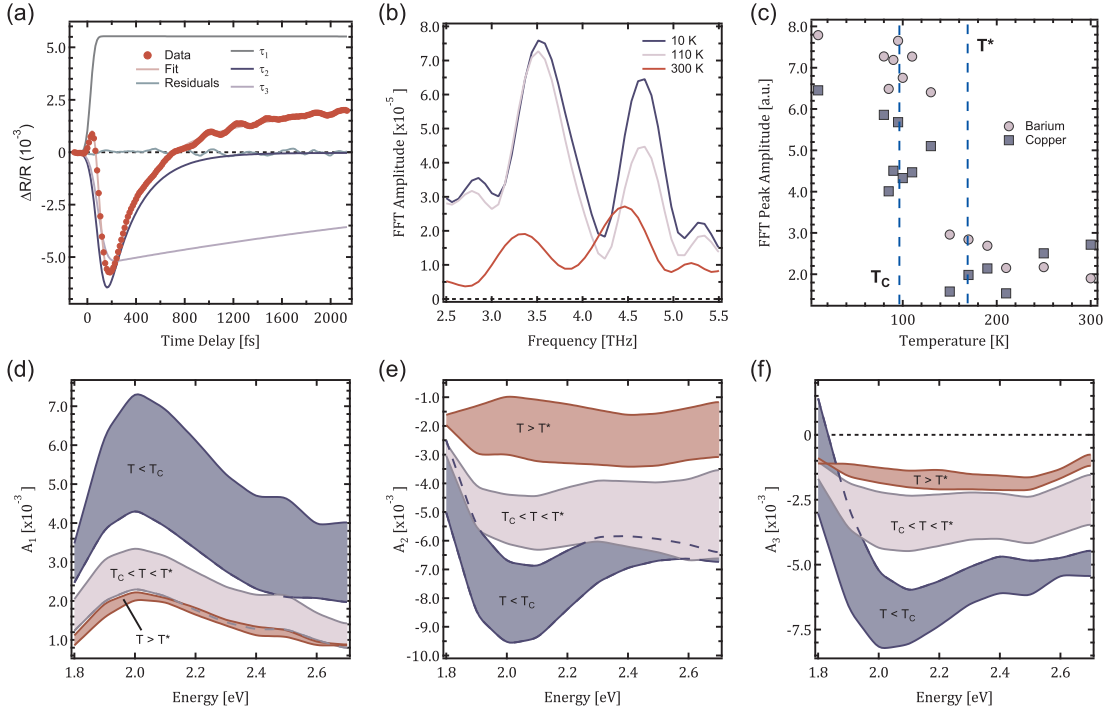 (a)
Data
Fit
Residuals
τ1
τ2
τ3
5.0
2.5
0
-2.5
-5.0
ΔR/R (10-3)
0
400
800
1200
1600
2000
Time Delay [fs]
(b)
10 K
110 K
300 K
8.0
7.0
6.0
5.0
4.0
3.0
2.0
1.0
0
FFT Amplitude [x10-5]
2.5
3.0
3.5
4.0
4.5
5.0
5.5
Frequency [THz]
(c)
T*
TC
Barium
Copper
8.0
7.0
6.0
5.0
4.0
3.0
2.0
FFT Peak Amplitude [a.u.]
0
100
200
300
Temperature [K]
(d)
T < TC
TC < T < T*
T > T*
7.0
6.0
5.0
4.0
3.0
2.0
1.0
A1 [x10-3]
1.8
2.0
2.2
2.4
2.6
Energy [eV]
(e)
T > T*
TC < T < T*
T < TC
-1.0
-2.0
-3.0
-4.0
-5.0
-6.0
-7.0
-8.0
-9.0
-10.0
A2 [x10-3]
1.8
2.0
2.2
2.4
2.6
Energy [eV]
(f)
T > T*
TC < T < T*
T < TC
0
-2.5
-5.0
-7.5
A3 [x10-3]
1.8
2.0
2.2
2.4
2.6
Energy [eV]